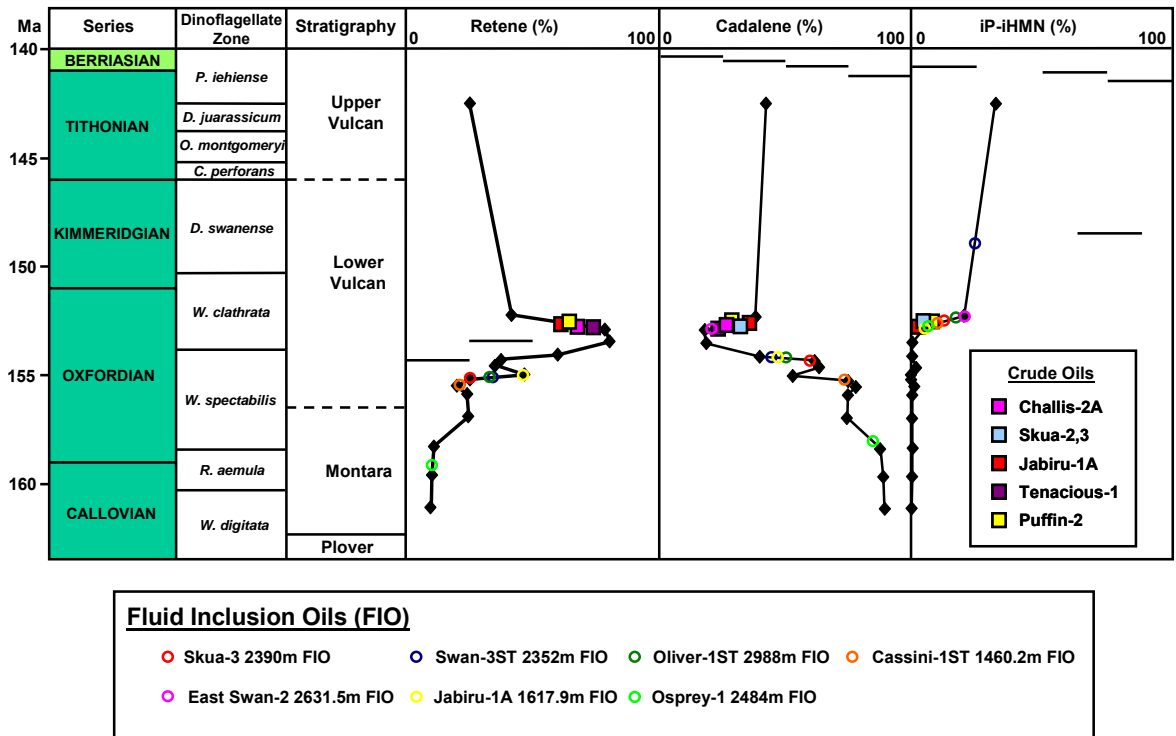 Ma
Series
Dinoflagellate
Zone
Stratigraphy
Retene (%)
0
100
Cadalene (%)
0
100
iP-iHMN (%)
0
100
140
145
150
155
160
BERRIASIAN
TITHONIAN
KIMMERIDGIAN
OXFORDIAN
CALLOVIAN
P. iehiense
D. juarassicum
O. montgomeryi
C. perforans
D. swanense
W. clathrata
W. spectabilis
R. aemula
W. digitata
Upper
Vulcan
Lower
Vulcan
Montara
Plover
Crude Oils
Challis-2A
Skua-2,3
Jabiru-1A
Tenacious-1
Puffin-2
Fluid Inclusion Oils (FIO)
Skua-3 2390m FIO
Swan-3ST 2352m FIO
Oliver-1ST 2988m FIO
Cassini-1ST 1460.2m FIO
East Swan-2 2631.5m FIO
Jabiru-1A 1617.9m FIO
Osprey-1 2484m FIO